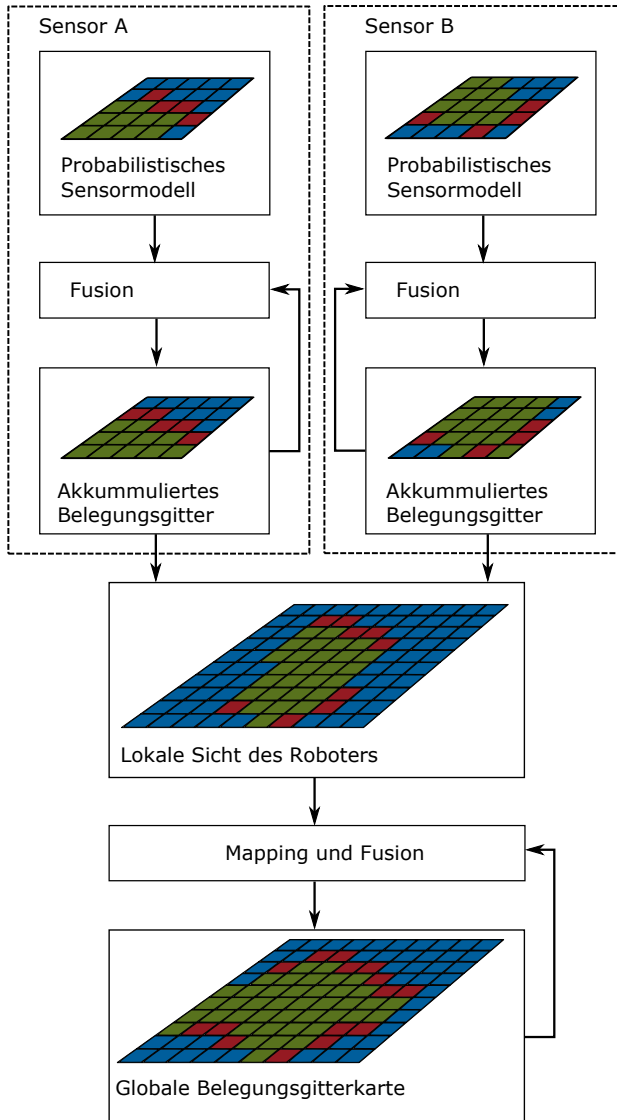 Sensor A
Probabilistisches
Sensormodell
Fusion
Akkummuliertes
Belegungsgitter
Sensor B
Probabilistisches
Sensormodell
Fusion
Akkummuliertes
Belegungsgitter
Lokale Sicht des Roboters
Mapping und Fusion
Globale Belegungsgitterkarte